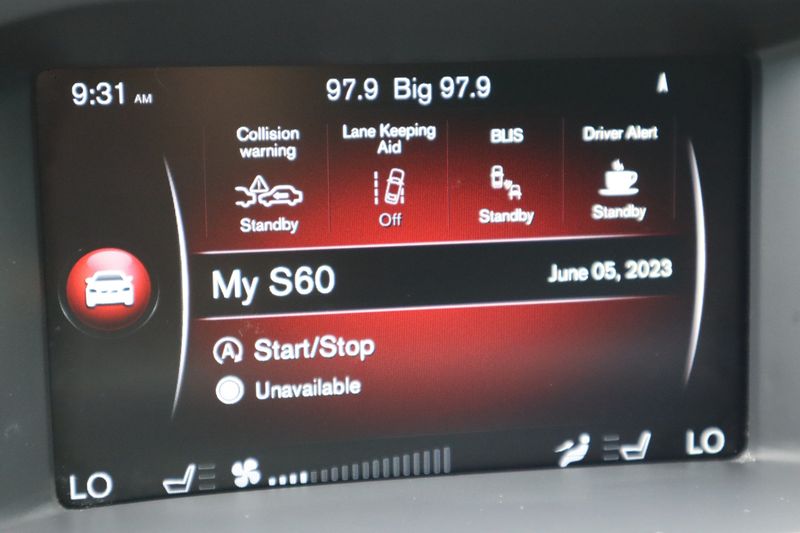 9:31 AM
97.9 Big 97.9
Collision warning
Standby
Lane Keeping Aid
Off
BLIS
Standby
Driver Alert
Standby
My S60
June 05, 2023
A Start/Stop
Unavailable
LO
LO